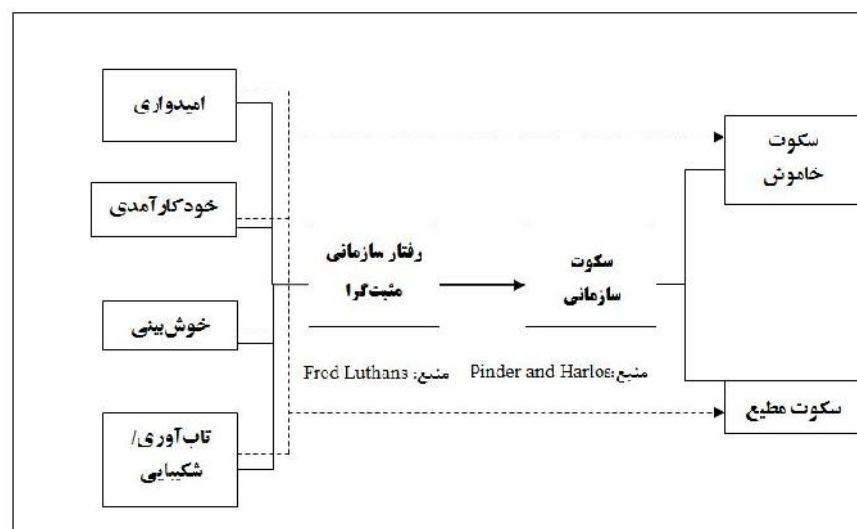 امیدواری
خودکارآمدی
خوش‌بینی
تاب‌آوری/
شکیبایی
رفتار سازمانی
مثبت‌گرا
منبع: Fred Luthans
سکوت
سازمانی
منبع:Pinder and Harlos
سکوت
خاموش
سکوت مطیع